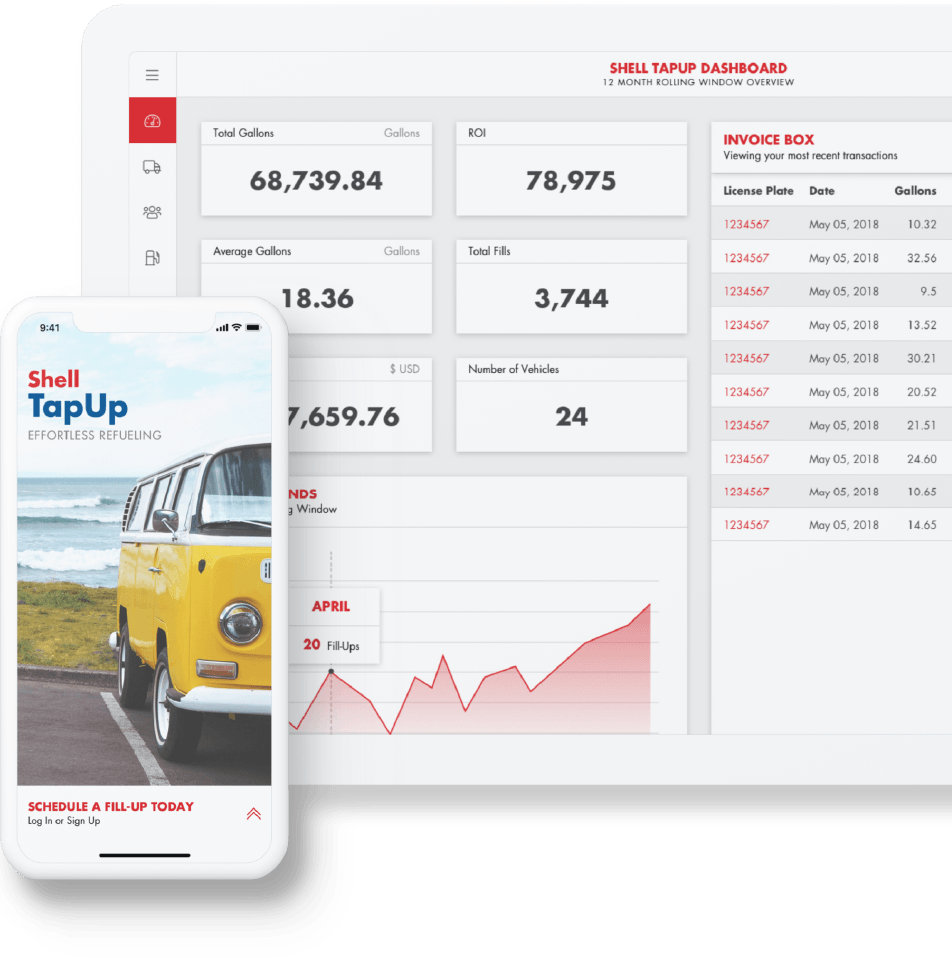 SHELL TAPUP DASHBOARD
12 MONTH ROLLING WINDOW OVERVIEW
Total Gallons Gallons
68,739.84
ROI
78,975
Average Gallons Gallons
18.36
Total Fills
3,744
$ USD
7,659.76
Number of Vehicles
24
Window
APRIL
20 Fill-Ups
INVOICE BOX
Viewing your most recent transactions
License Plate Date Gallons
1234567 May 05, 2018 10.32
1234567 May 05, 2018 32.56
1234567 May 05, 2018 9.5
1234567 May 05, 2018 13.52
1234567 May 05, 2018 30.21
1234567 May 05, 2018 20.52
1234567 May 05, 2018 21.51
1234567 May 05, 2018 24.60
1234567 May 05, 2018 10.65
1234567 May 05, 2018 14.65
9:41
Shell
TapUp
EFFORTLESS REFUELING
SCHEDULE A FILL-UP TODAY
Log In or Sign Up